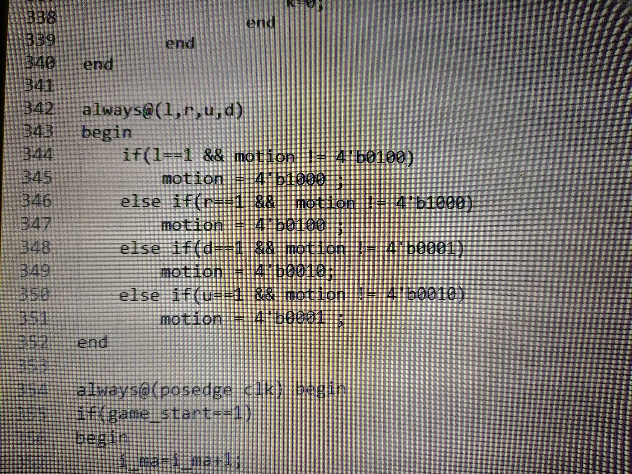 338 end
339 end
340 end
341
342 always@(l,r,u,d)
343 begin
344 if(l==1 && motion != 4'b0100)
345 motion = 4'b1000 ;
346 else if(r==1 && motion != 4'b1000)
347 motion = 4'b0100 ;
348 else if(d==1 && motion != 4'b0001)
349 motion = 4'b0010;
350 else if(u==1 && motion != 4'b0010)
351 motion = 4'b0001 ;
352 end
353
354 always@(posedge clk) begin
355 if(game_start==1)
356 begin
i_ma=i_ma+1;